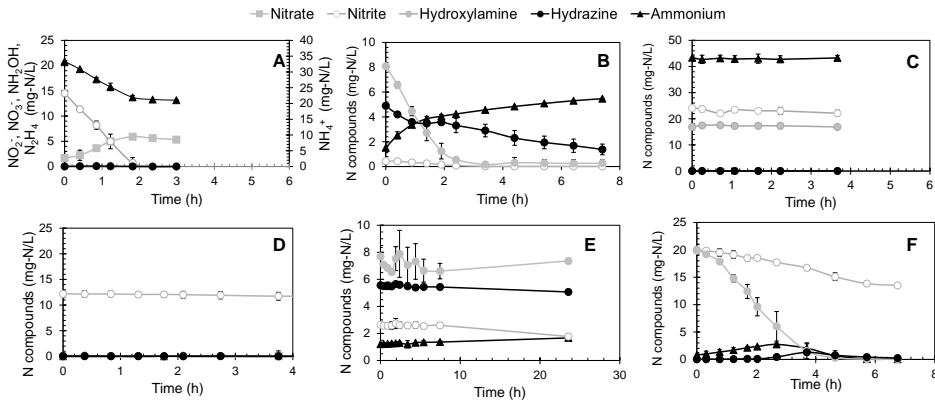 Nitrate Nitrite Hydroxylamine Hydrazine Ammonium
A
NO₂⁻, NO₃⁻, NH₂OH,
N₂H₄ (mg-N/L)
25
20
15
10
5
0
40
35
30
25
20
15
10
5
0
NH₄⁺ (mg-N/L)
0 1 2 3 4 5 6
Time (h)
B
N compounds (mg-N/L)
10
8
6
4
2
0
0 2 4 6 8
Time (h)
C
N compounds (mg-N/L)
50
40
30
20
10
0
0 1 2 3 4 5 6
Time (h)
D
N compounds (mg-N/L)
25
20
15
10
5
0
0 1 2 3 4
Time (h)
E
N compounds (mg-N/L)
10
8
6
4
2
0
0 10 20 30
Time (h)
F
N compounds (mg-N/L)
25
20
15
10
5
0
0 2 4 6 8
Time (h)